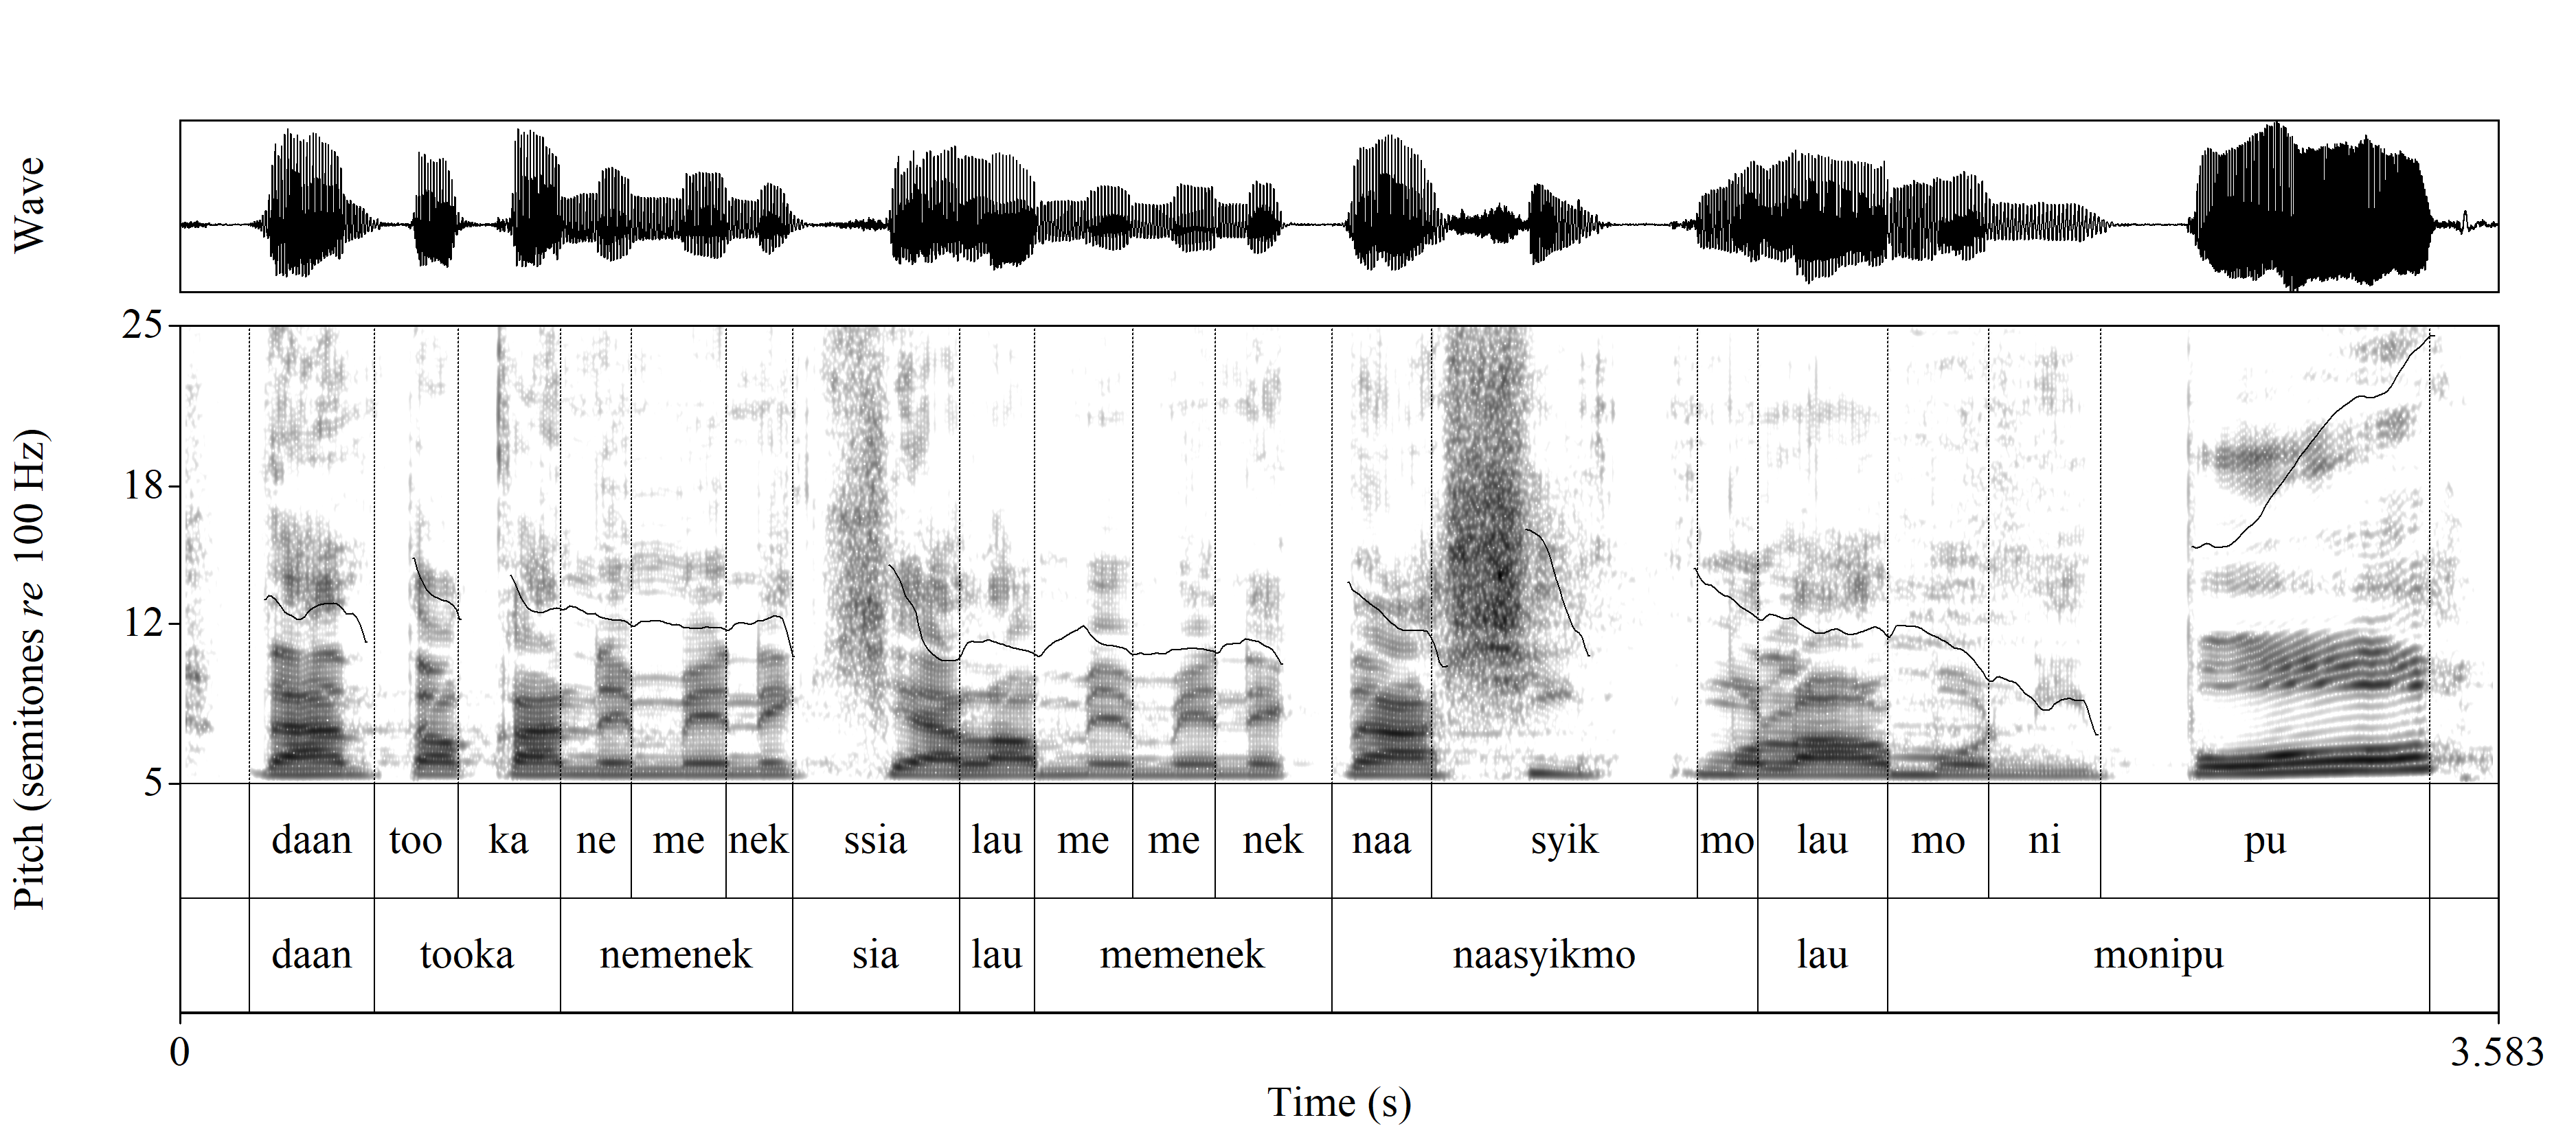 Wave
Pitch (semitones re 100 Hz)
25
18
12
5
daan too ka ne me nek ssia lau me me nek naa syik mo lau mo ni pu
daan tooka nemenek sia lau memenek naasyikmo lau monipu
0 3.583
Time (s)